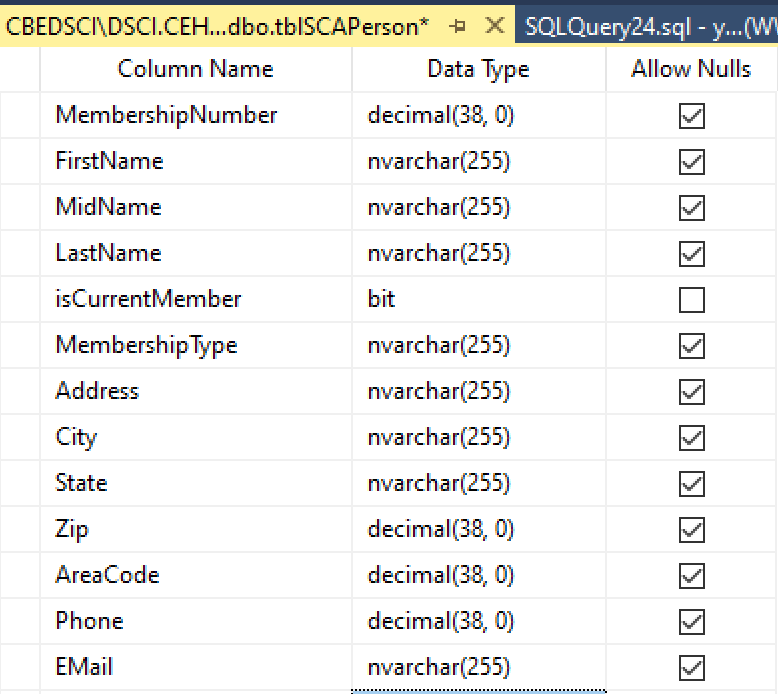 CBEDSCI\DSCI.CEH...dbo.tblSCAPerson* SQLQuery24.sql - y...(W
Column Name Data Type Allow Nulls
MembershipNumber decimal(38, 0)
FirstName nvarchar(255)
MidName nvarchar(255)
LastName nvarchar(255)
isCurrentMember bit
MembershipType nvarchar(255)
Address nvarchar(255)
City nvarchar(255)
State nvarchar(255)
Zip decimal(38, 0)
AreaCode decimal(38, 0)
Phone decimal(38, 0)
EMail nvarchar(255)